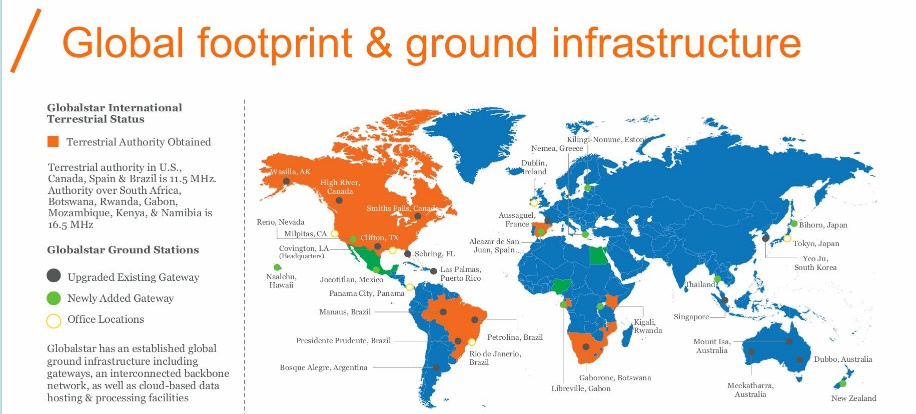 Global footprint & ground infrastructure
Globalstar International
Terrestrial Status
Terrestrial Authority Obtained
Terrestrial authority in U.S.,
Canada, Spain & Brazil is 11.5 MHz.
Authority over South Africa,
Botswana, Rwanda, Gabon,
Mozambique, Kenya, & Namibia is
16.5 MHz
Globalstar Ground Stations
Upgraded Existing Gateway
Newly Added Gateway
Office Locations
Globalstar has an established global
ground infrastructure including
gateways, an interconnected backbone
network, as well as cloud-based data
hosting & processing facilities
Wasilla, AK
High River,
Canada
Smiths Falls, Canada
Reno, Nevada
Milpitas, CA
Clifton, TX
Covington, LA
(Headquarters)
Sebring, FL
Naalehu,
Hawaii
Jocotitlan, Mexico
Las Palmas,
Puerto Rico
Panama City, Panama
Manaus, Brazil
Petrolina, Brazil
Presidente Prudente, Brazil
Rio de Janerio,
Brazil
Bosque Alegre, Argentina
Kilingi-Nomme, Estonia
Nemea, Greece
Dublin,
Ireland
Aussaguel,
France
Alcazar de San
Juan, Spain
Kigali,
Rwanda
Gaborone, Botswana
Libreville, Gabon
Bihoru, Japan
Tokyo, Japan
Yeo Ju,
South Korea
Thailand
Singapore
Mount Isa,
Australia
Dubbo, Australia
Meekatharra,
Australia
New Zealand